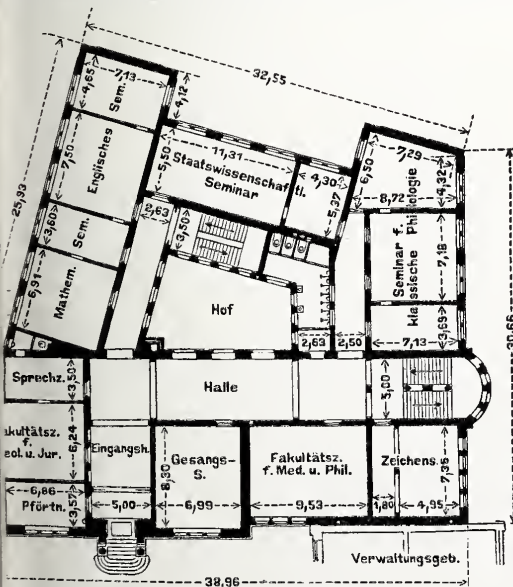 32,55
25,93
7,13
4,65
Sem.
4,12
7,50
Englisches
3,60
Sem.
6,91
Mathem.
5,50
11,31
Staatswissenschaftl.
Seminar
4,30
5,37
2,63
3,50
Hof
6,50
7,29
4,32
8,72
Seminar f.
klassische Philologie
7,18
3,69
7,13
2,63
2,50
Sprechz.
3,50
Halle
5,00
Fakultätsz.
f.
eol. u. Jur.
6,24
Eingangsh.
Gesangs-
S.
8,30
6,99
Fakultätsz.
f. Med. u. Phil.
9,53
Zeichens.
7,35
1,80
4,95
6,86
Pförtn.
3,57
5,00
Verwaltungsgeb.
38,96